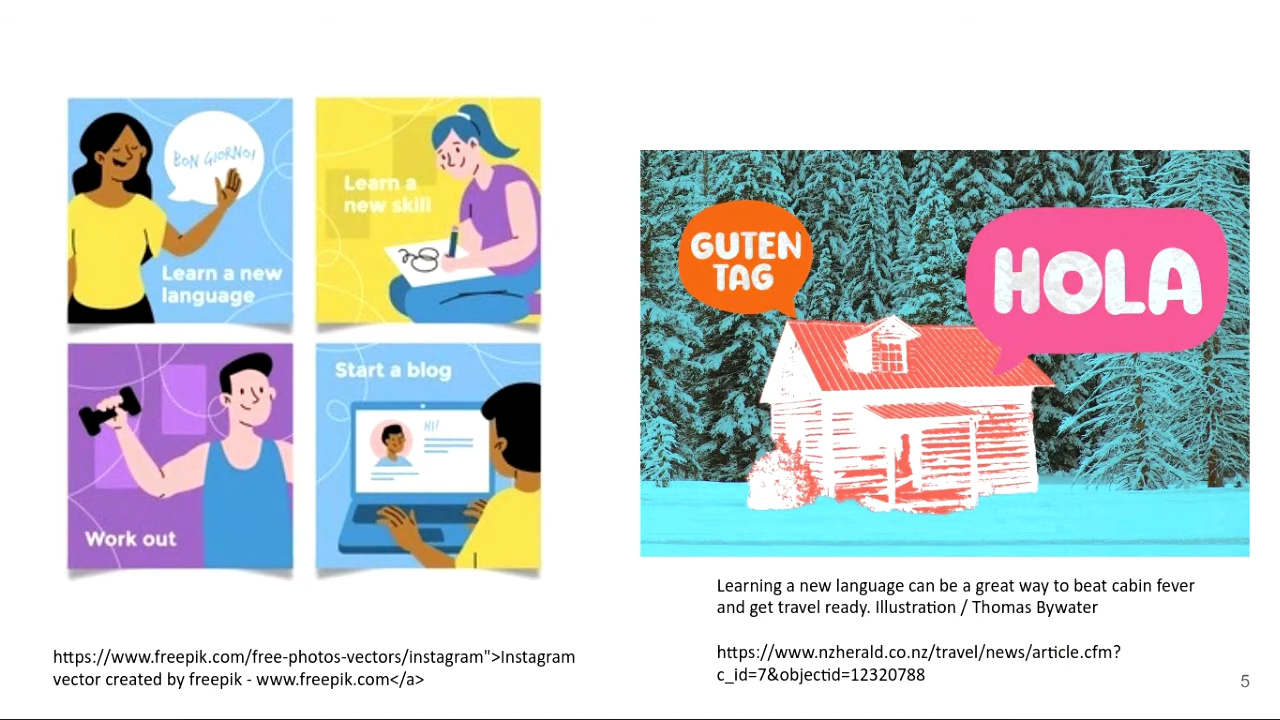 BON GIORNO!
Learn a new
language
Learn a
new skill
Work out
Start a blog
HI!
https://www.freepik.com/free-photos-vectors/instagram">Instagram
vector created by freepik - www.freepik.com</a>
GUTEN
TAG
HOLA
Learning a new language can be a great way to beat cabin fever
and get travel ready. Illustration / Thomas Bywater
https://www.nzherald.co.nz/travel/news/article.cfm?
c_id=7&objectid=12320788
5